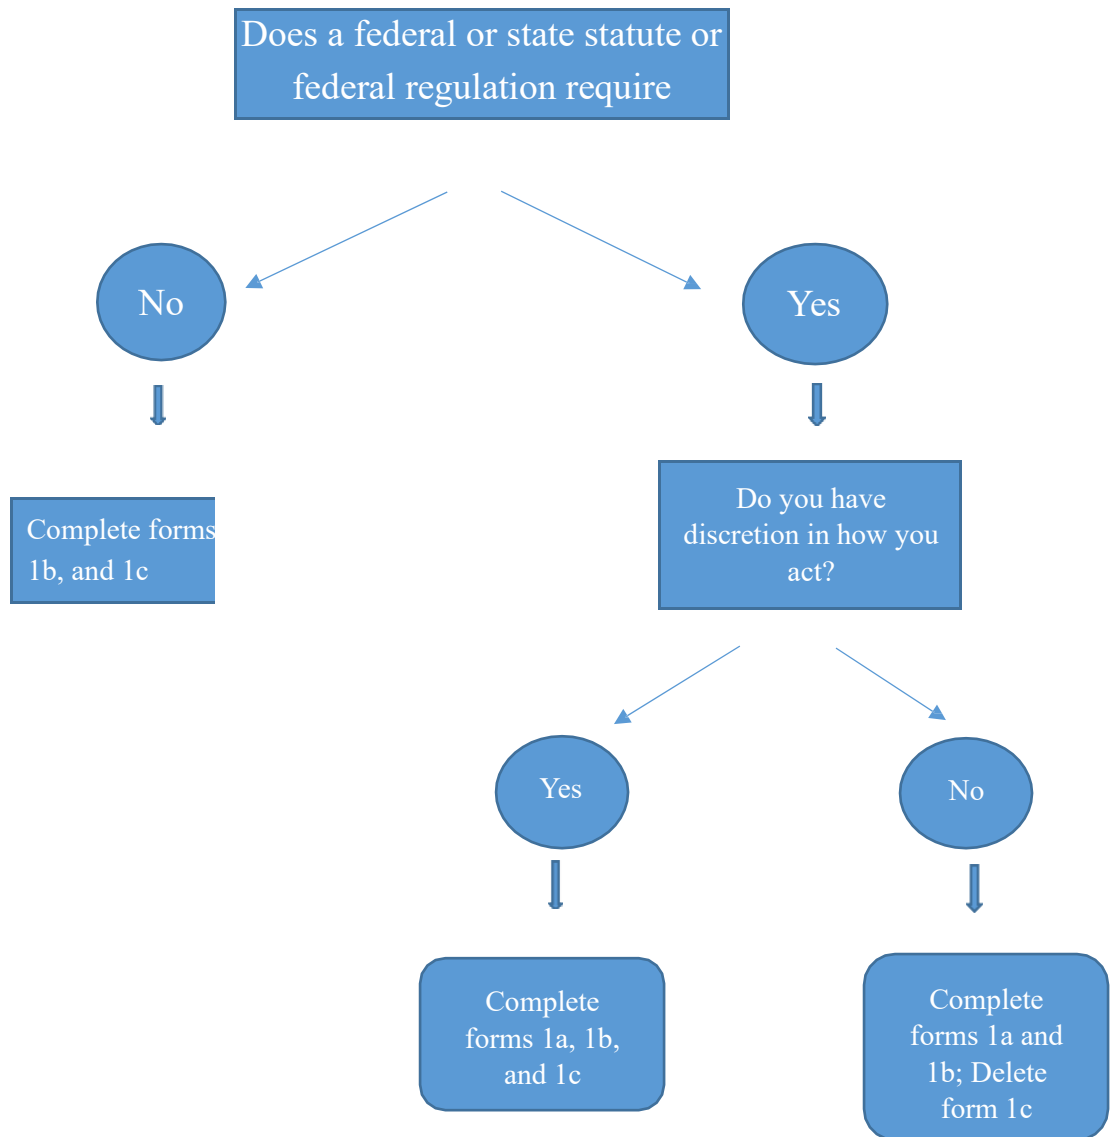 Does a federal or state statute or
federal regulation require
No
Yes
Complete forms
1b, and 1c
Do you have
discretion in how you
act?
Yes
No
Complete
forms 1a, 1b,
and 1c
Complete
forms 1a and
1b; Delete
form 1c